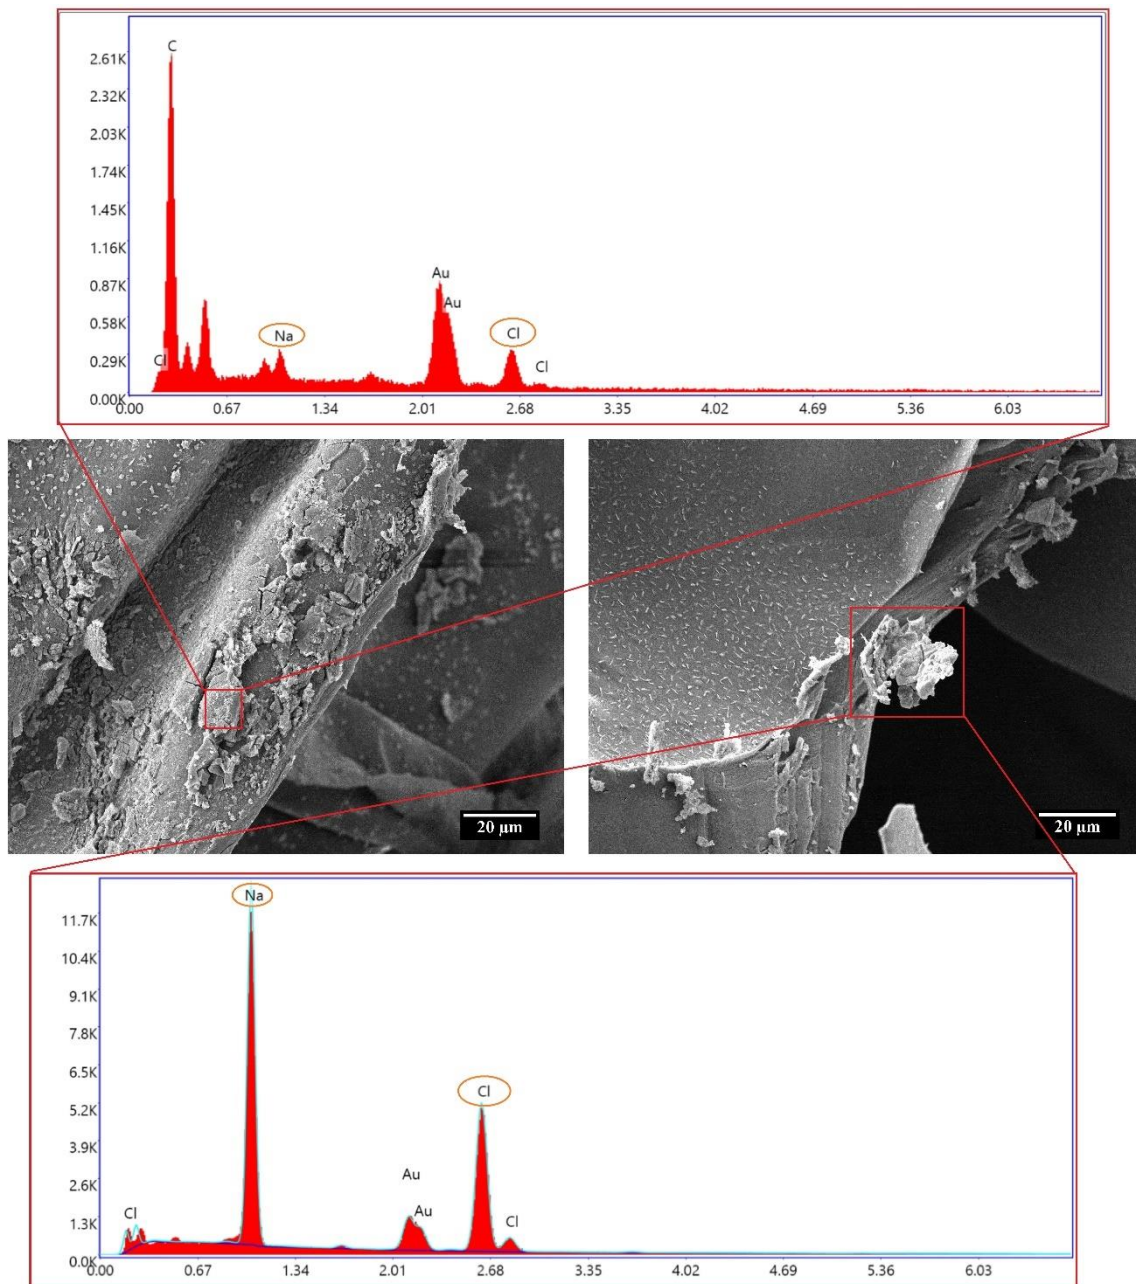 C
2.61K
2.32K
2.03K
1.74K
1.45K
1.16K
0.87K
Au
Au
0.58K
Na
Cl
0.29K
Cl
Cl
0.00K
0.00 0.67 1.34 2.01 2.68 3.35 4.02 4.69 5.36 6.03
20 µm
20 µm
Na
11.7K
10.4K
9.1K
7.8K
6.5K
Cl
5.2K
3.9K
2.6K
Au
1.3K
Cl
Au
Cl
0.0K
0.00 0.67 1.34 2.01 2.68 3.35 4.02 4.69 5.36 6.03